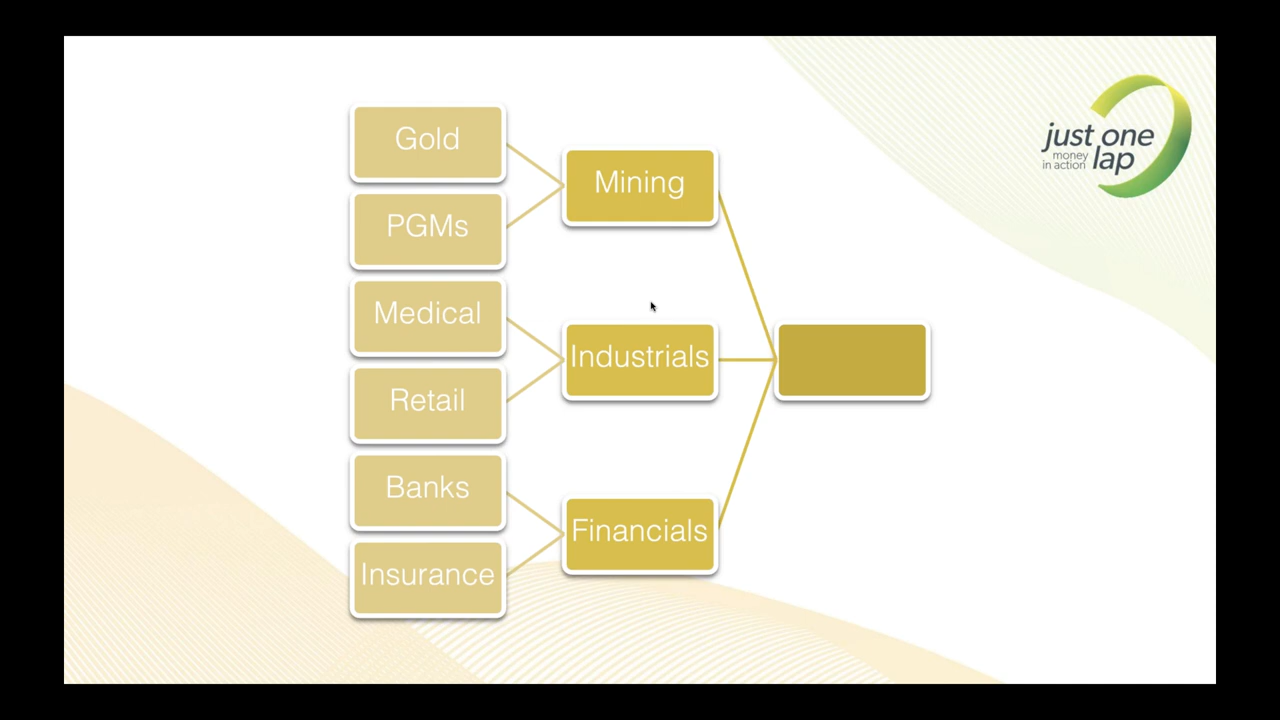 Gold
PGMs
Medical
Retail
Banks
Insurance
Mining
Industrials
Financials
just one
money
in action
lap